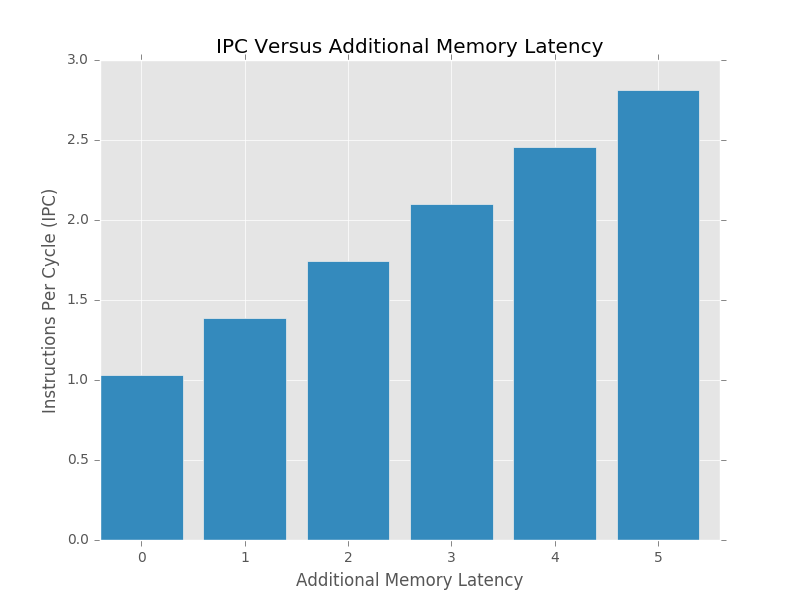 IPC Versus Additional Memory Latency
3.0
2.5
2.0
1.5
1.0
0.5
0.0
Instructions Per Cycle (IPC)
0 1 2 3 4 5
Additional Memory Latency